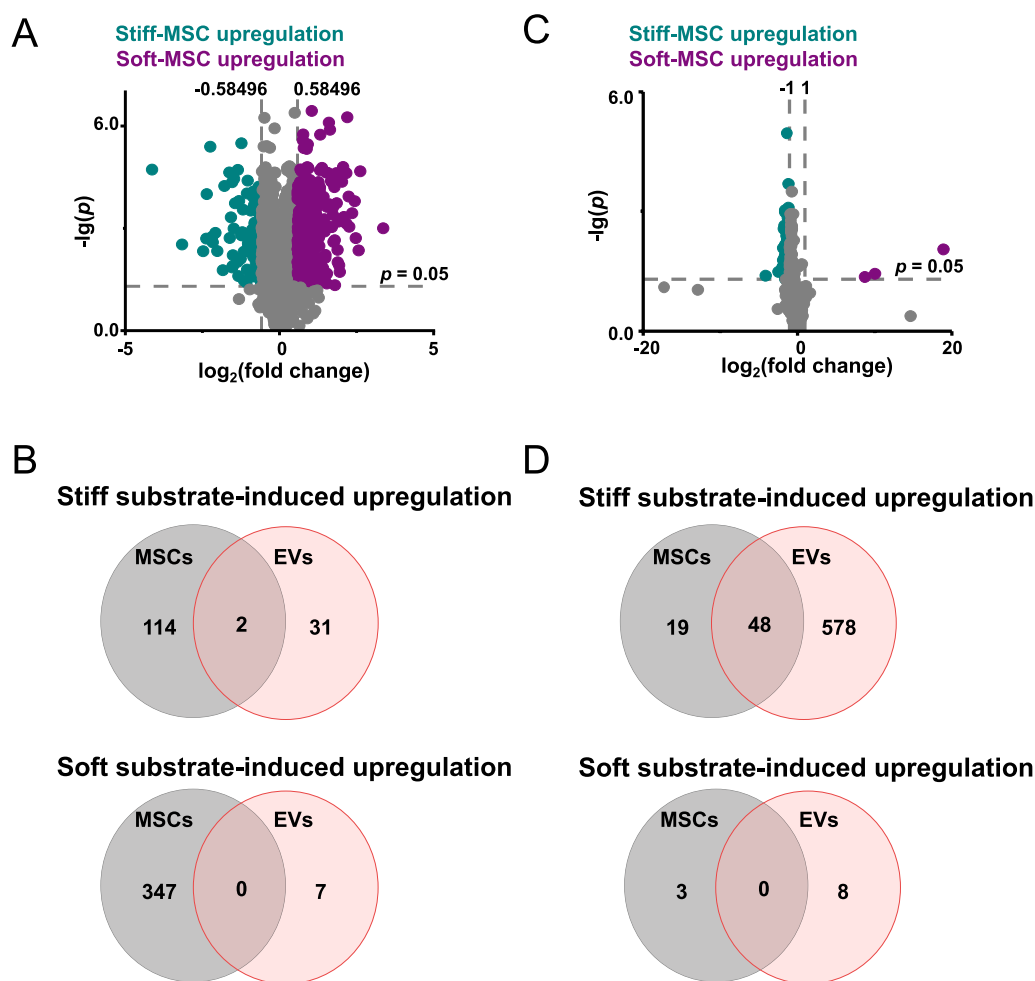 A
Stiff-MSC upregulation
Soft-MSC upregulation
-0.58496 0.58496
6.0
-lg(p)
p = 0.05
0.0
-5 0 5
log2(fold change)
C
Stiff-MSC upregulation
Soft-MSC upregulation
-1 1
6.0
-lg(p)
p = 0.05
0.0
-20 0 20
log2(fold change)
B
Stiff substrate-induced upregulation
MSCs EVs
114 2 31
Soft substrate-induced upregulation
MSCs EVs
347 0 7
D
Stiff substrate-induced upregulation
MSCs EVs
19 48 578
Soft substrate-induced upregulation
MSCs EVs
3 0 8